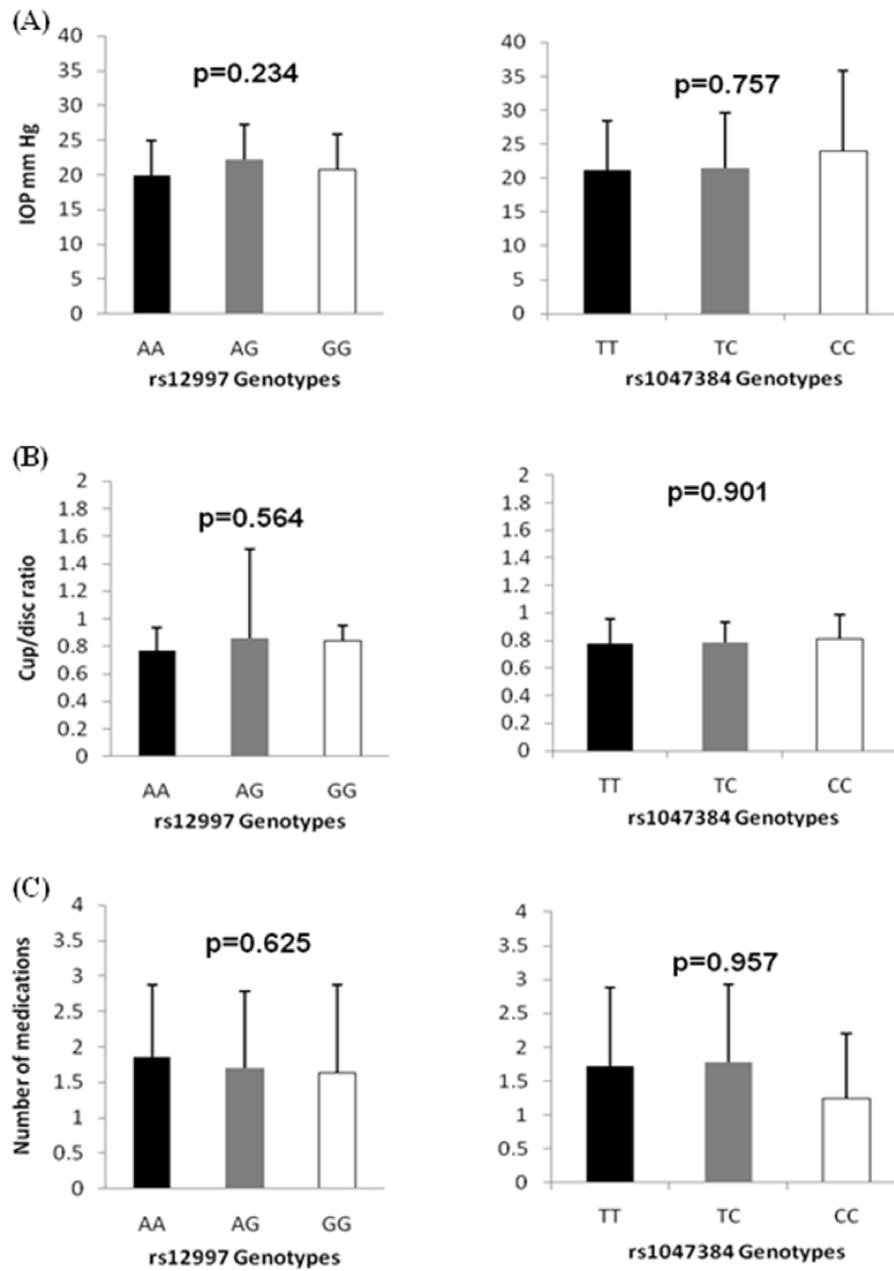 (A)
40
35
30
25
20
15
10
5
0
IOP mm Hg
p=0.234
AA AG GG
rs12997 Genotypes
40
35
30
25
20
15
10
5
0
p=0.757
TT TC CC
rs1047384 Genotypes
(B)
2
1.8
1.6
1.4
1.2
1
0.8
0.6
0.4
0.2
0
Cup/disc ratio
p=0.564
AA AG GG
rs12997 Genotypes
2
1.8
1.6
1.4
1.2
1
0.8
0.6
0.4
0.2
0
p=0.901
TT TC CC
rs1047384 Genotypes
(C)
4
3.5
3
2.5
2
1.5
1
0.5
0
Number of medications
p=0.625
AA AG GG
rs12997 Genotypes
4
3.5
3
2.5
2
1.5
1
0.5
0
p=0.957
TT TC CC
rs1047384 Genotypes